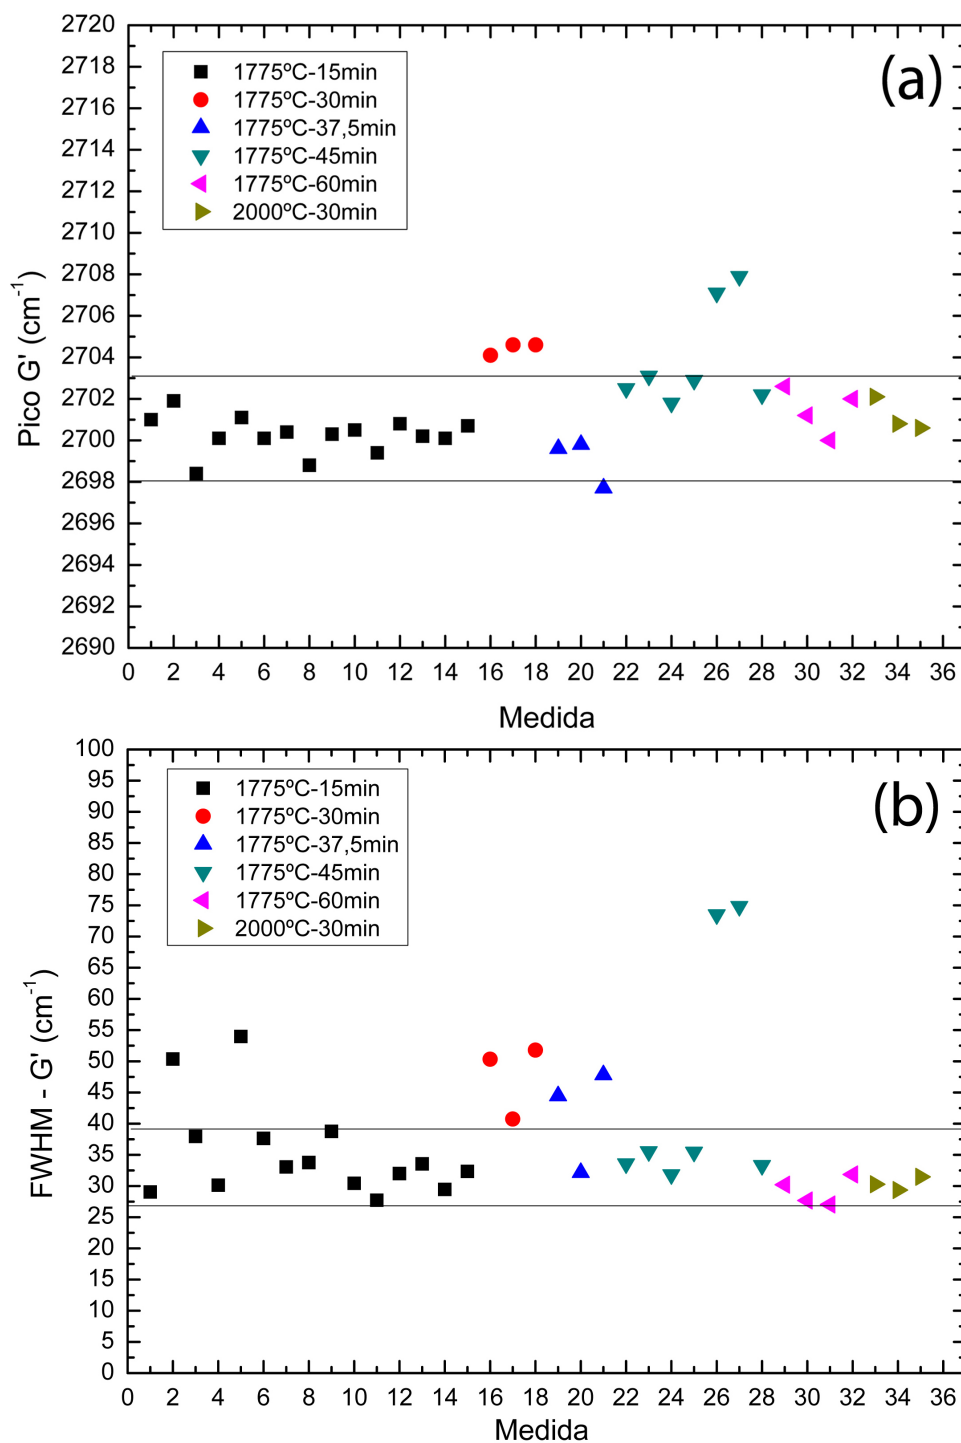 2720
2718
2716
2714
2712
2710
2708
2706
2704
2702
2700
2698
2696
2694
2692
2690
Pico G' (cm-1)
1775ºC-15min
1775ºC-30min
1775ºC-37,5min
1775ºC-45min
1775ºC-60min
2000ºC-30min
(a)
0 2 4 6 8 10 12 14 16 18 20 22 24 26 28 30 32 34 36
Medida
100
95
90
85
80
75
70
65
60
55
50
45
40
35
30
25
20
15
10
5
0
FWHM - G' (cm-1)
1775ºC-15min
1775ºC-30min
1775ºC-37,5min
1775ºC-45min
1775ºC-60min
2000ºC-30min
(b)
0 2 4 6 8 10 12 14 16 18 20 22 24 26 28 30 32 34 36
Medida